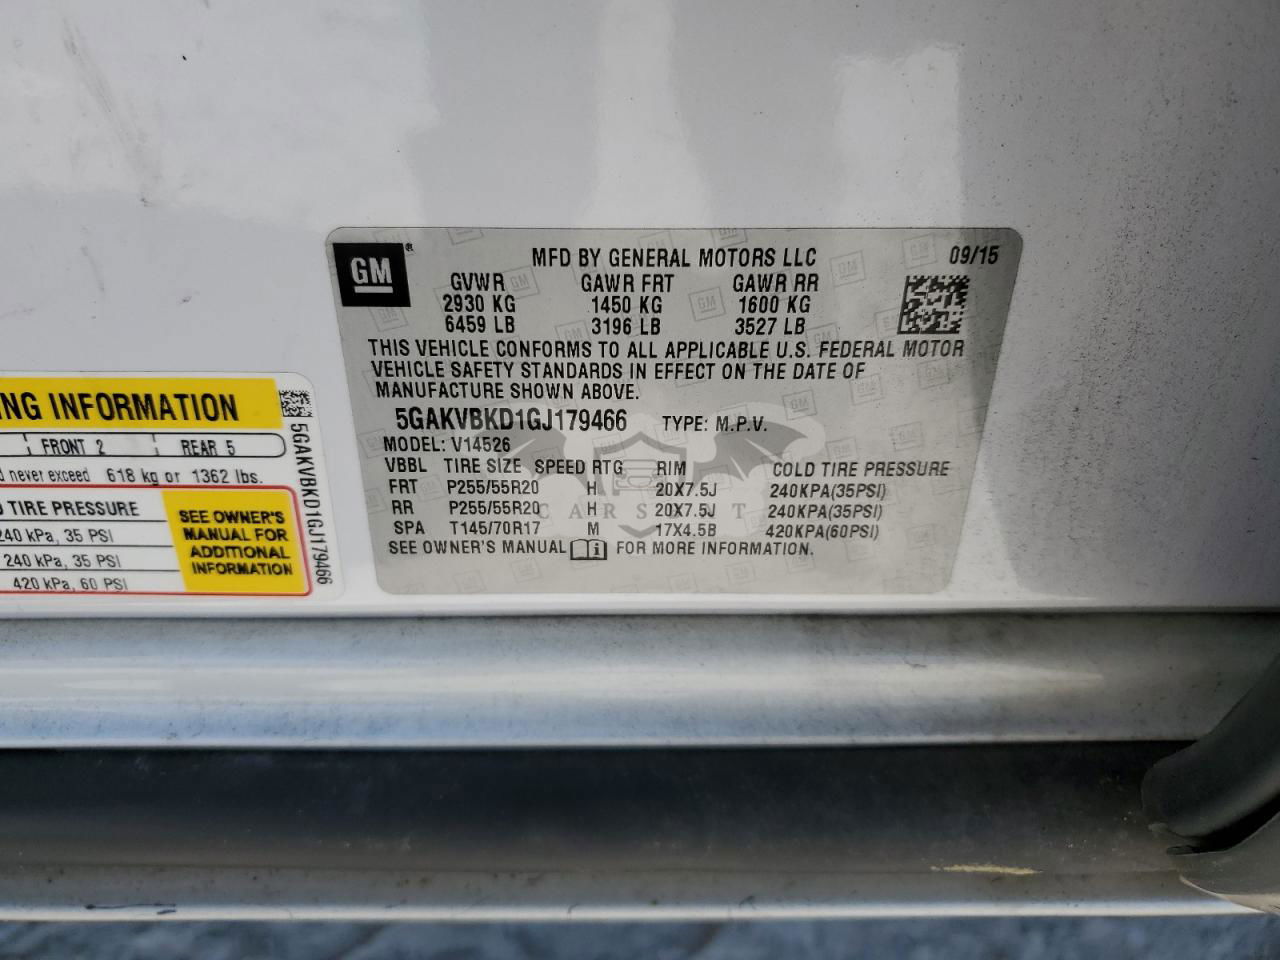 GM®
MFD BY GENERAL MOTORS LLC 09/15
GVWR GAWR FRT GAWR RR
2930 KG 1450 KG 1600 KG
6459 LB 3196 LB 3527 LB
THIS VEHICLE CONFORMS TO ALL APPLICABLE U.S. FEDERAL MOTOR
VEHICLE SAFETY STANDARDS IN EFFECT ON THE DATE OF
MANUFACTURE SHOWN ABOVE.
5GAKVBKD1GJ179466 TYPE: M.P.V.
MODEL: V14526
VBBL TIRE SIZE SPEED RTG RIM COLD TIRE PRESSURE
FRT P255/55R20 H 20X7.5J 240KPA(35PSI)
RR P255/55R20 H 20X7.5J 240KPA(35PSI)
SPA T145/70R17 M 17X4.5B 420KPA(60PSI)
SEE OWNER'S MANUAL FOR MORE INFORMATION.
ING INFORMATION
FRONT 2 REAR 5
never exceed 618 kg or 1362 lbs.
TIRE PRESSURE
240 kPa, 35 PSI
240 kPa, 35 PSI
420 kPa, 60 PSI
SEE OWNER'S
MANUAL FOR
ADDITIONAL
INFORMATION
5GAKVBKD1GJ179466